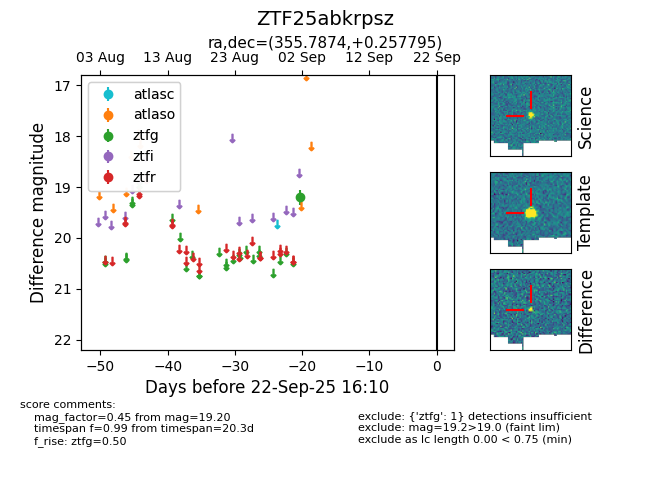 ZTF25abkrpsz
ra,dec=(355.7874,+0.257795)
03 Aug 13 Aug 23 Aug 02 Sep 12 Sep 22 Sep
17
18
19
20
21
22
Difference magnitude
atlasc
atlaso
ztfg
ztfi
ztfr
−50 −40 −30 −20 −10 0
Days before 22-Sep-25 16:10
Science
Template
Difference
score comments:
mag_factor=0.45 from mag=19.20
timespan f=0.99 from timespan=20.3d
f_rise: ztfg=0.50
exclude: {'ztfg': 1} detections insufficient
exclude: mag=19.2>19.0 (faint lim)
exclude as lc length 0.00 < 0.75 (min)